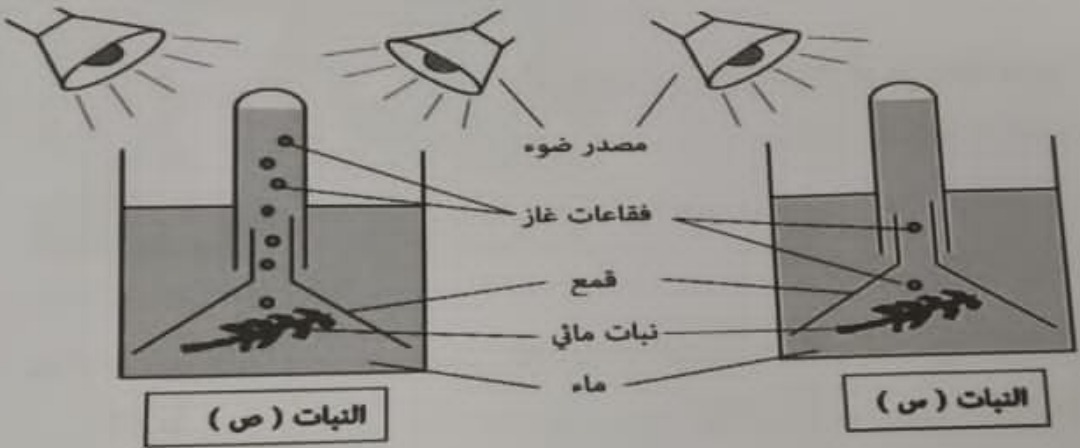 مصدر ضوء
فقاعات غاز
قمع
نبات مائي
ماء
النبات ( س )
النبات ( ص )